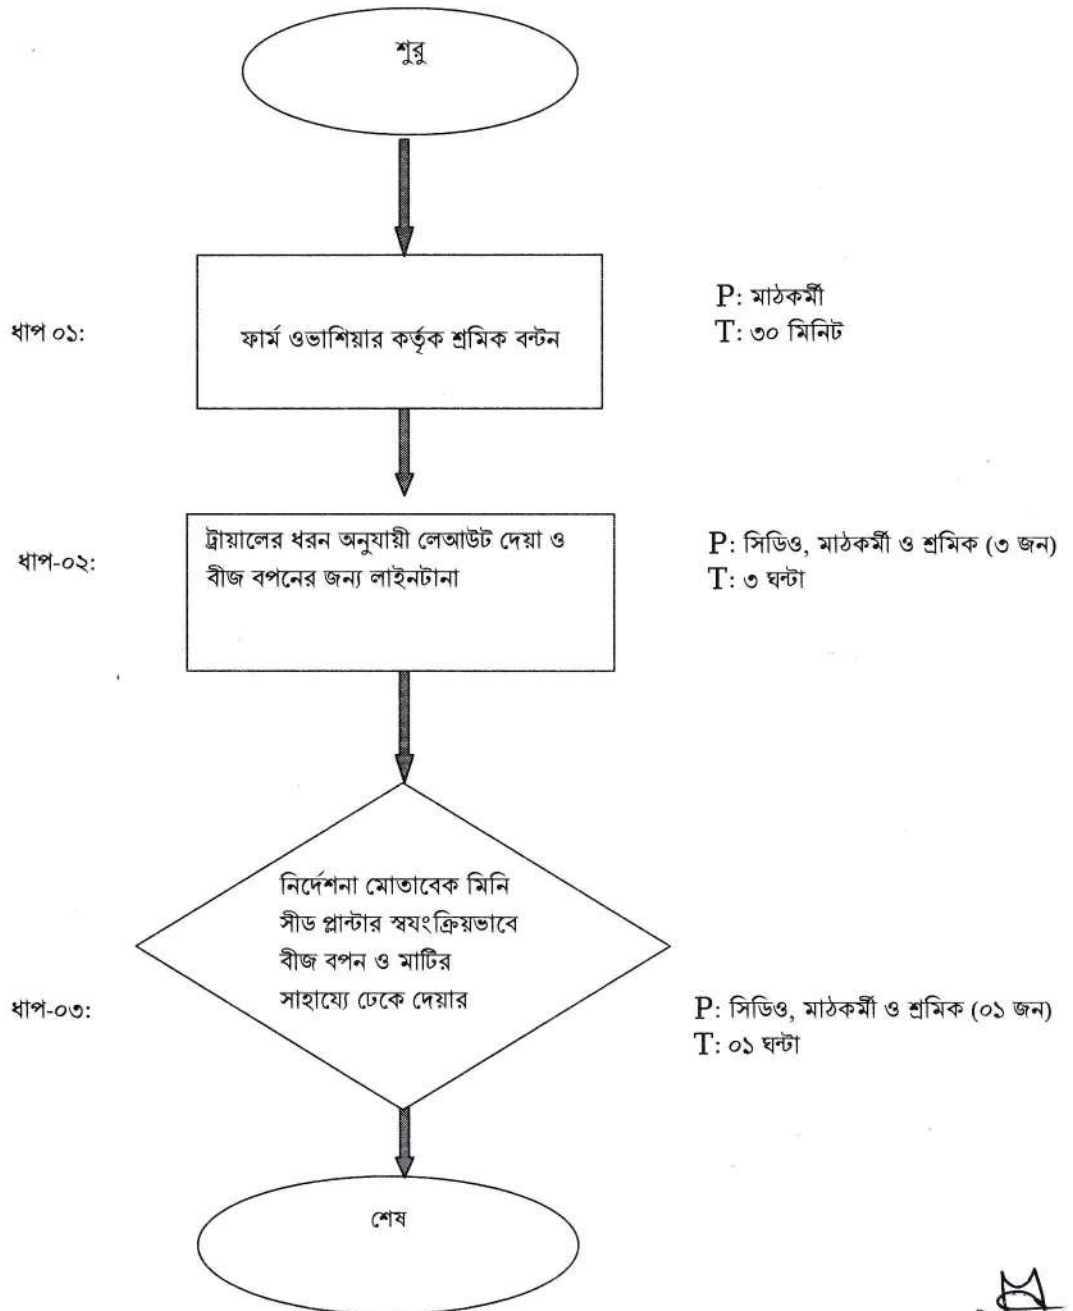 শুরু
ধাপ ০১:
ফার্ম ওভাশিয়ার কর্তৃক শ্রমিক বন্টন
P: মাঠকর্মী
T: ৩০ মিনিট
ধাপ-০২:
ট্রায়ালের ধরন অনুযায়ী লেআউট দেয়া ও
বীজ বপনের জন্য লাইনটানা
P: সিডিও, মাঠকর্মী ও শ্রমিক (৩ জন)
T: ৩ ঘন্টা
নির্দেশনা মোতাবেক মিনি
সীড প্লান্টার স্বযংক্রিয়ভাবে
বীজ বপন ও মাটির
সাহায্যে ঢেকে দেয়ার
ধাপ-০৩:
P: সিডিও, মাঠকর্মী ও শ্রমিক (০১ জন)
T: ০১ ঘন্টা
শেষ